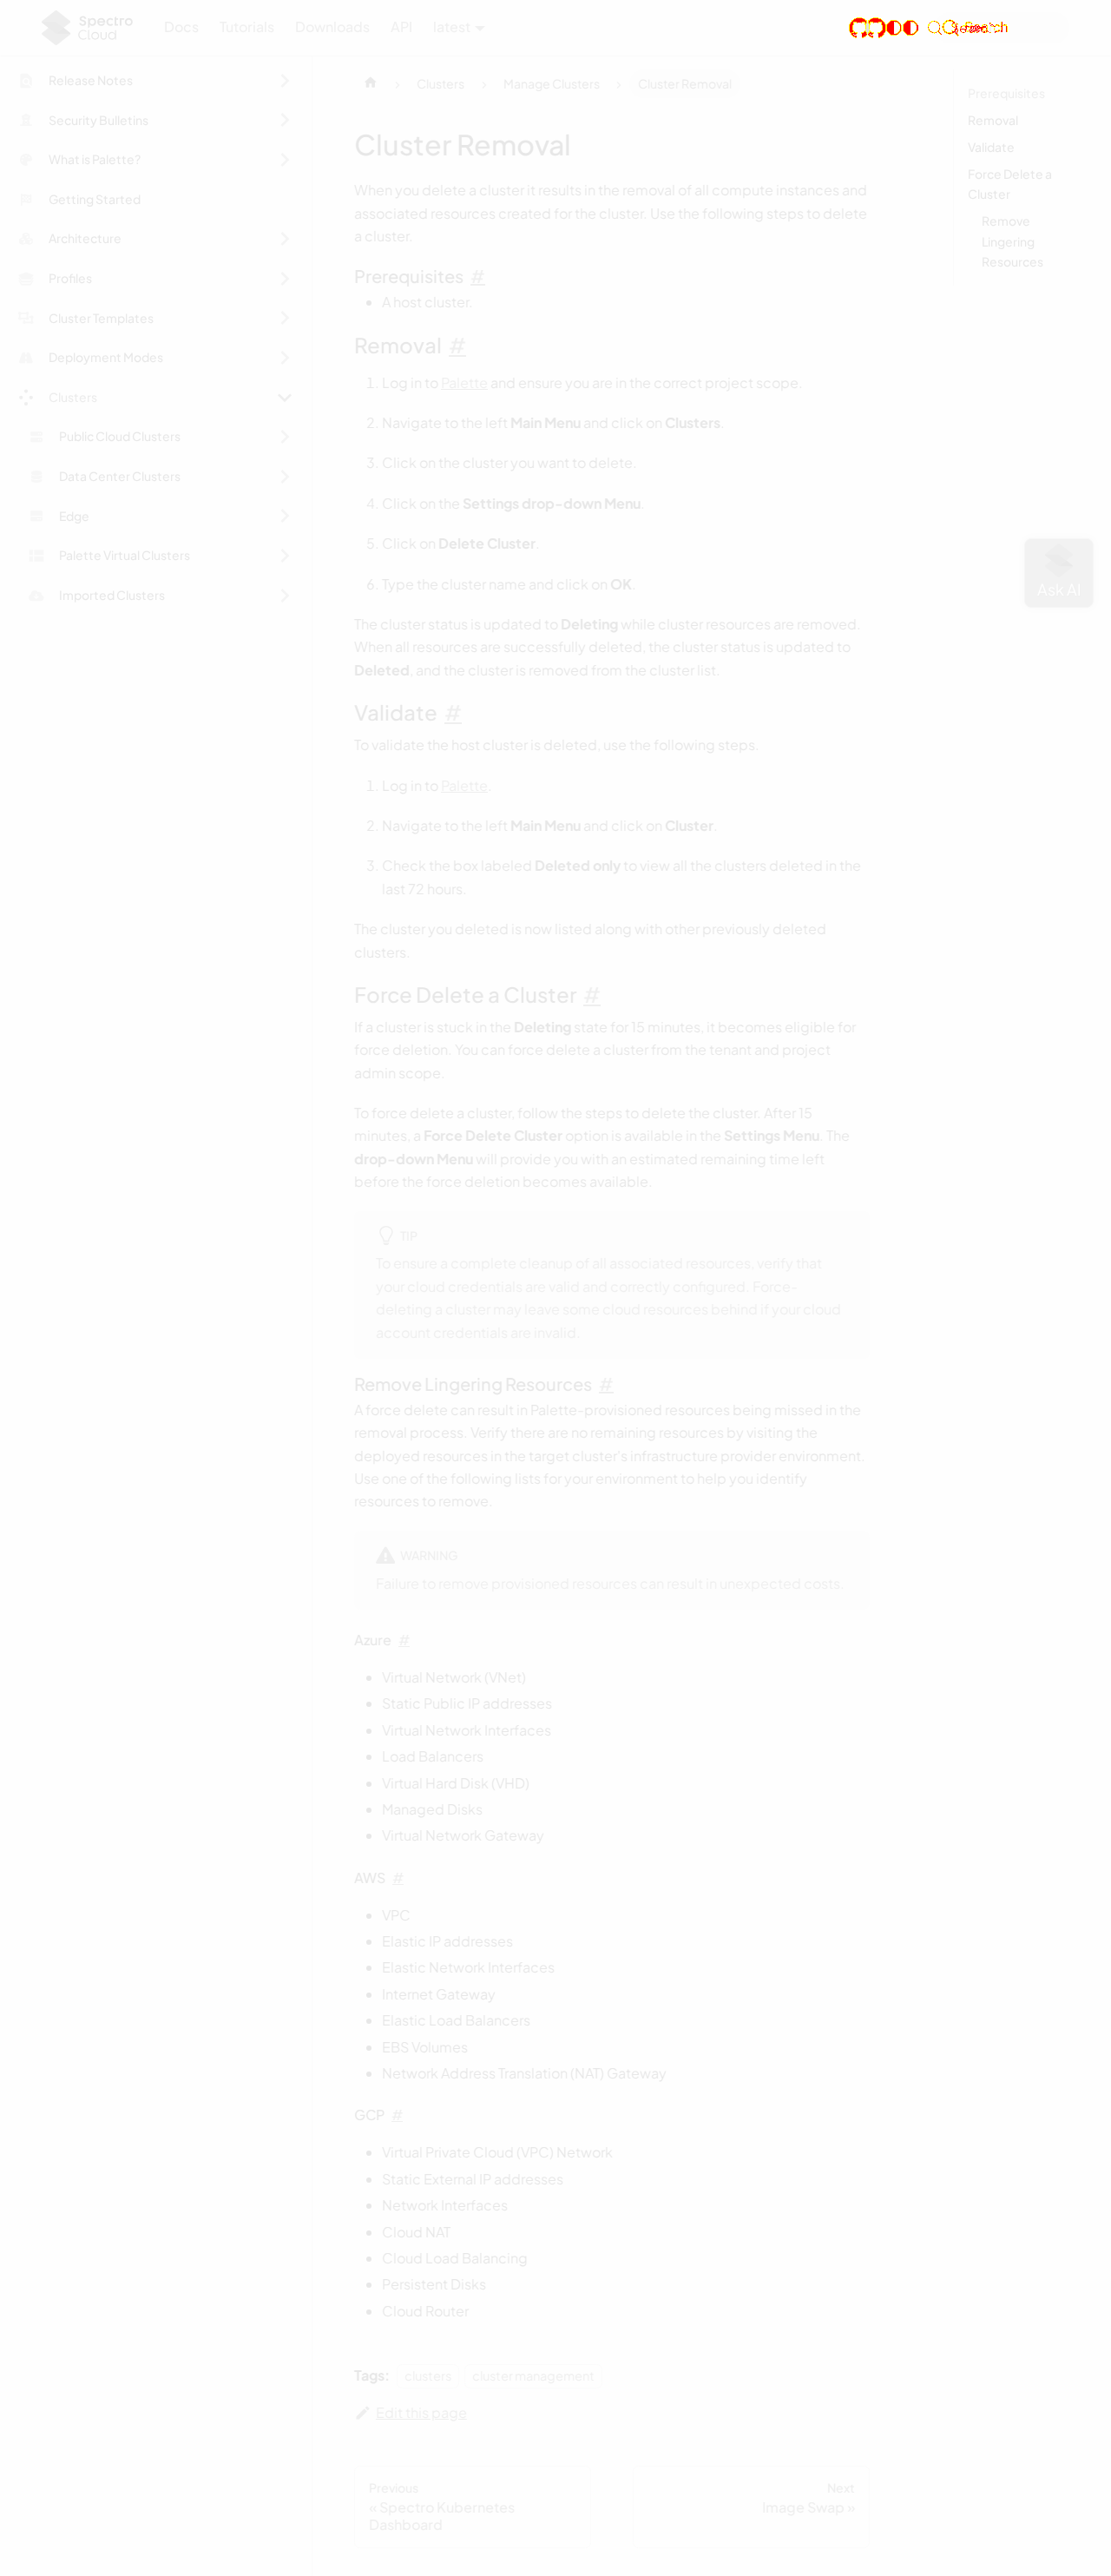 Spectro
Cloud
Docs
Tutorials
Downloads
API
latest
Release Notes
Security Bulletins
What is Palette?
Getting Started
Architecture
Profiles
Cluster Templates
Deployment Modes
Clusters
Public Cloud Clusters
Data Center Clusters
Edge
Palette Virtual Clusters
Imported Clusters
Clusters > Manage Clusters > Cluster Removal
Cluster Removal
When you delete a cluster it results in the removal of all compute instances and
associated resources created for the cluster. Use the following steps to delete
a cluster.
Prerequisites #
• A host cluster.
Removal #
1. Log in to Palette and ensure you are in the correct project scope.
2. Navigate to the left Main Menu and click on Clusters.
3. Click on the cluster you want to delete.
4. Click on the Settings drop-down Menu.
5. Click on Delete Cluster.
6. Type the cluster name and click on OK.
The cluster status is updated to Deleting while cluster resources are removed.
When all resources are successfully deleted, the cluster status is updated to
Deleted, and the cluster is removed from the cluster list.
Validate #
To validate the host cluster is deleted, use the following steps.
1. Log in to Palette.
2. Navigate to the left Main Menu and click on Cluster.
3. Check the box labeled Deleted only to view all the clusters deleted in the
last 72 hours.
The cluster you deleted is now listed along with other previously deleted
clusters.
Force Delete a Cluster #
If a cluster is stuck in the Deleting state for 15 minutes, it becomes eligible for
force deletion. You can force delete a cluster from the tenant and project
admin scope.
To force delete a cluster, follow the steps to delete the cluster. After 15
minutes, a Force Delete Cluster option is available in the Settings Menu. The
drop-down Menu will provide you with an estimated remaining time left
before the force deletion becomes available.
TIP
To ensure a complete cleanup of all associated resources, verify that
your cloud credentials are valid and correctly configured. Force-
deleting a cluster may leave some cloud resources behind if your cloud
account credentials are invalid.
Remove Lingering Resources #
A force delete can result in Palette-provisioned resources being missed in the
removal process. Verify there are no remaining resources by visiting the
deployed resources in the target cluster's infrastructure provider environment.
Use one of the following lists for your environment to help you identify
resources to remove.
WARNING
Failure to remove provisioned resources can result in unexpected costs.
Azure #
• Virtual Network (VNet)
• Static Public IP addresses
• Virtual Network Interfaces
• Load Balancers
• Virtual Hard Disk (VHD)
• Managed Disks
• Virtual Network Gateway
AWS #
• VPC
• Elastic IP addresses
• Elastic Network Interfaces
• Internet Gateway
• Elastic Load Balancers
• EBS Volumes
• Network Address Translation (NAT) Gateway
GCP #
• Virtual Private Cloud (VPC) Network
• Static External IP addresses
• Network Interfaces
• Cloud NAT
• Cloud Load Balancing
• Persistent Disks
• Cloud Router
Tags: clusters cluster management
Edit this page
Previous
« Spectro Kubernetes
Dashboard
Next
Image Swap »
Prerequisites
Removal
Validate
Force Delete a
Cluster
Remove
Lingering
Resources
Ask AI